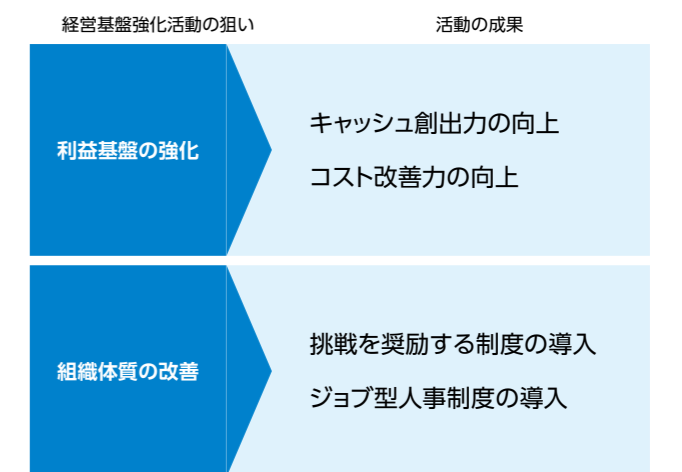 経営基盤強化活動の狙い
活動の成果
利益基盤の強化
キャッシュ創出力の向上
コスト改善力の向上
組織体質の改善
挑戦を奨励する制度の導入
ジョブ型人事制度の導入